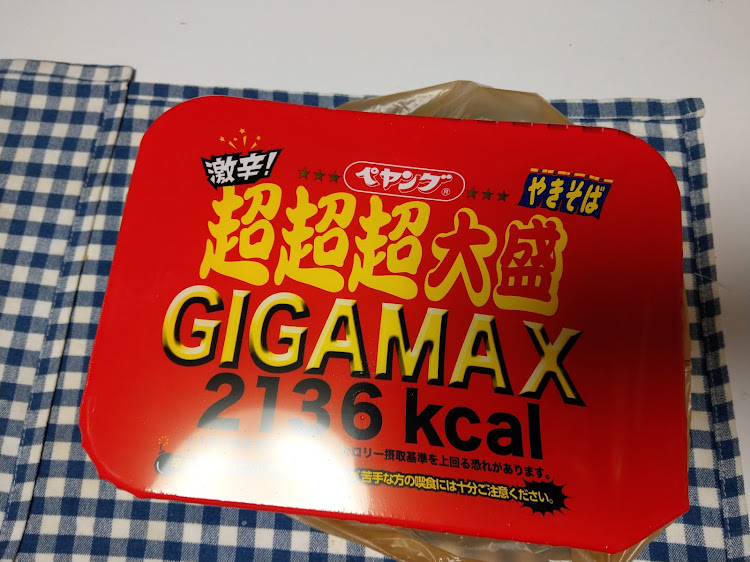 激辛!
ペヤング®
やきそば
超超超大盛
GIGAMAX
2136 kcal
ロリー摂取基準を上回る恐れがあります。
苦手な方の喫食には十分ご注意ください。